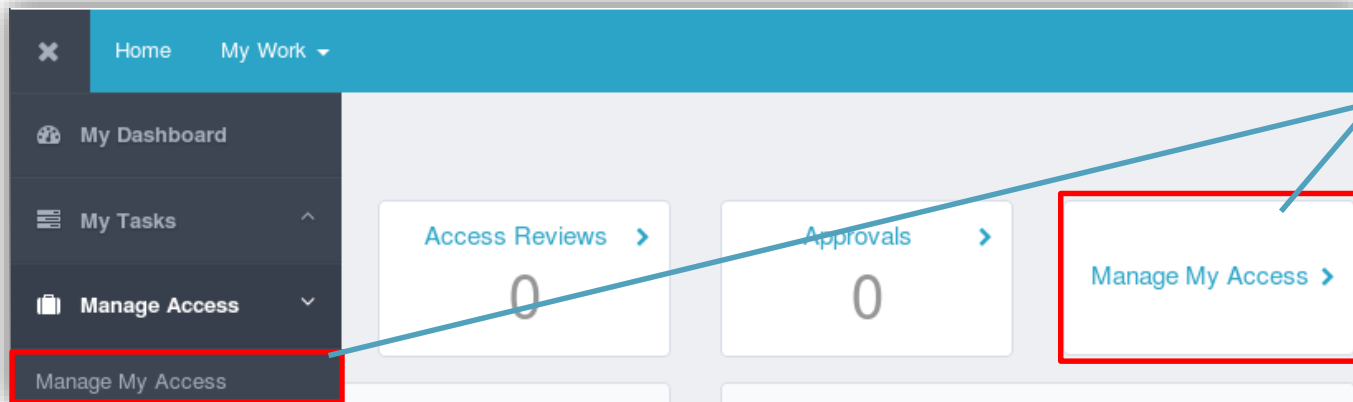 Home My Work
My Dashboard
My Tasks
Manage Access
Manage My Access
Access Reviews
0
Approvals
0
Manage My Access